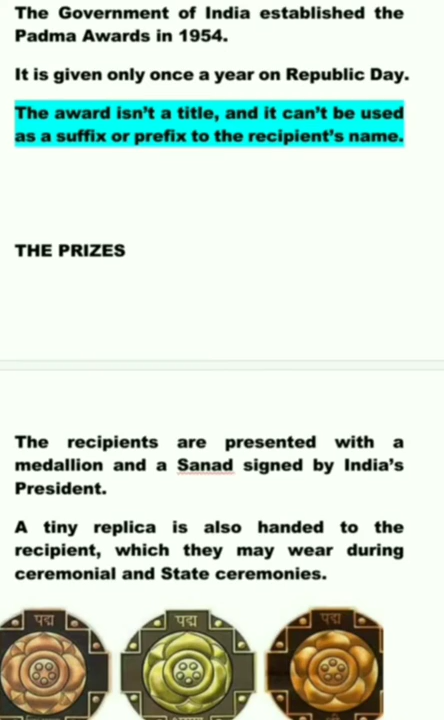 The Government of India established the
Padma Awards in 1954.
It is given only once a year on Republic Day.
The award isn't a title, and it can't be used
as a suffix or prefix to the recipient's name.
THE PRIZES
The recipients are presented with a
medallion and a Sanad signed by India's
President.
A tiny replica is also handed to the
recipient, which they may wear during
ceremonial and State ceremonies.
पद्म पद्म पद्म